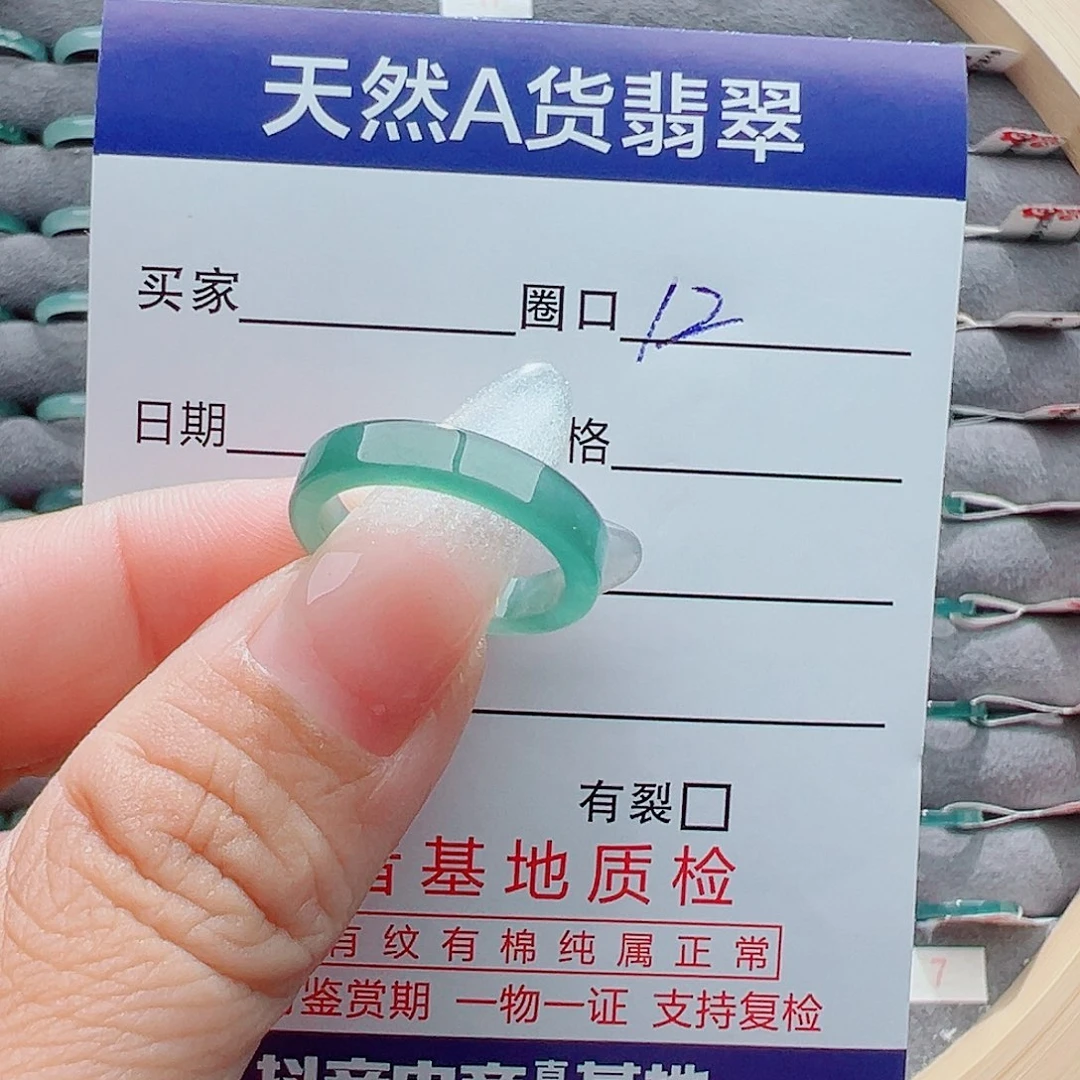 天然A货翡翠
买家 圈口 12
日期 格
有裂
基地质检
有纹有棉纯属正常
鉴赏期 一物一证 支持复检
7